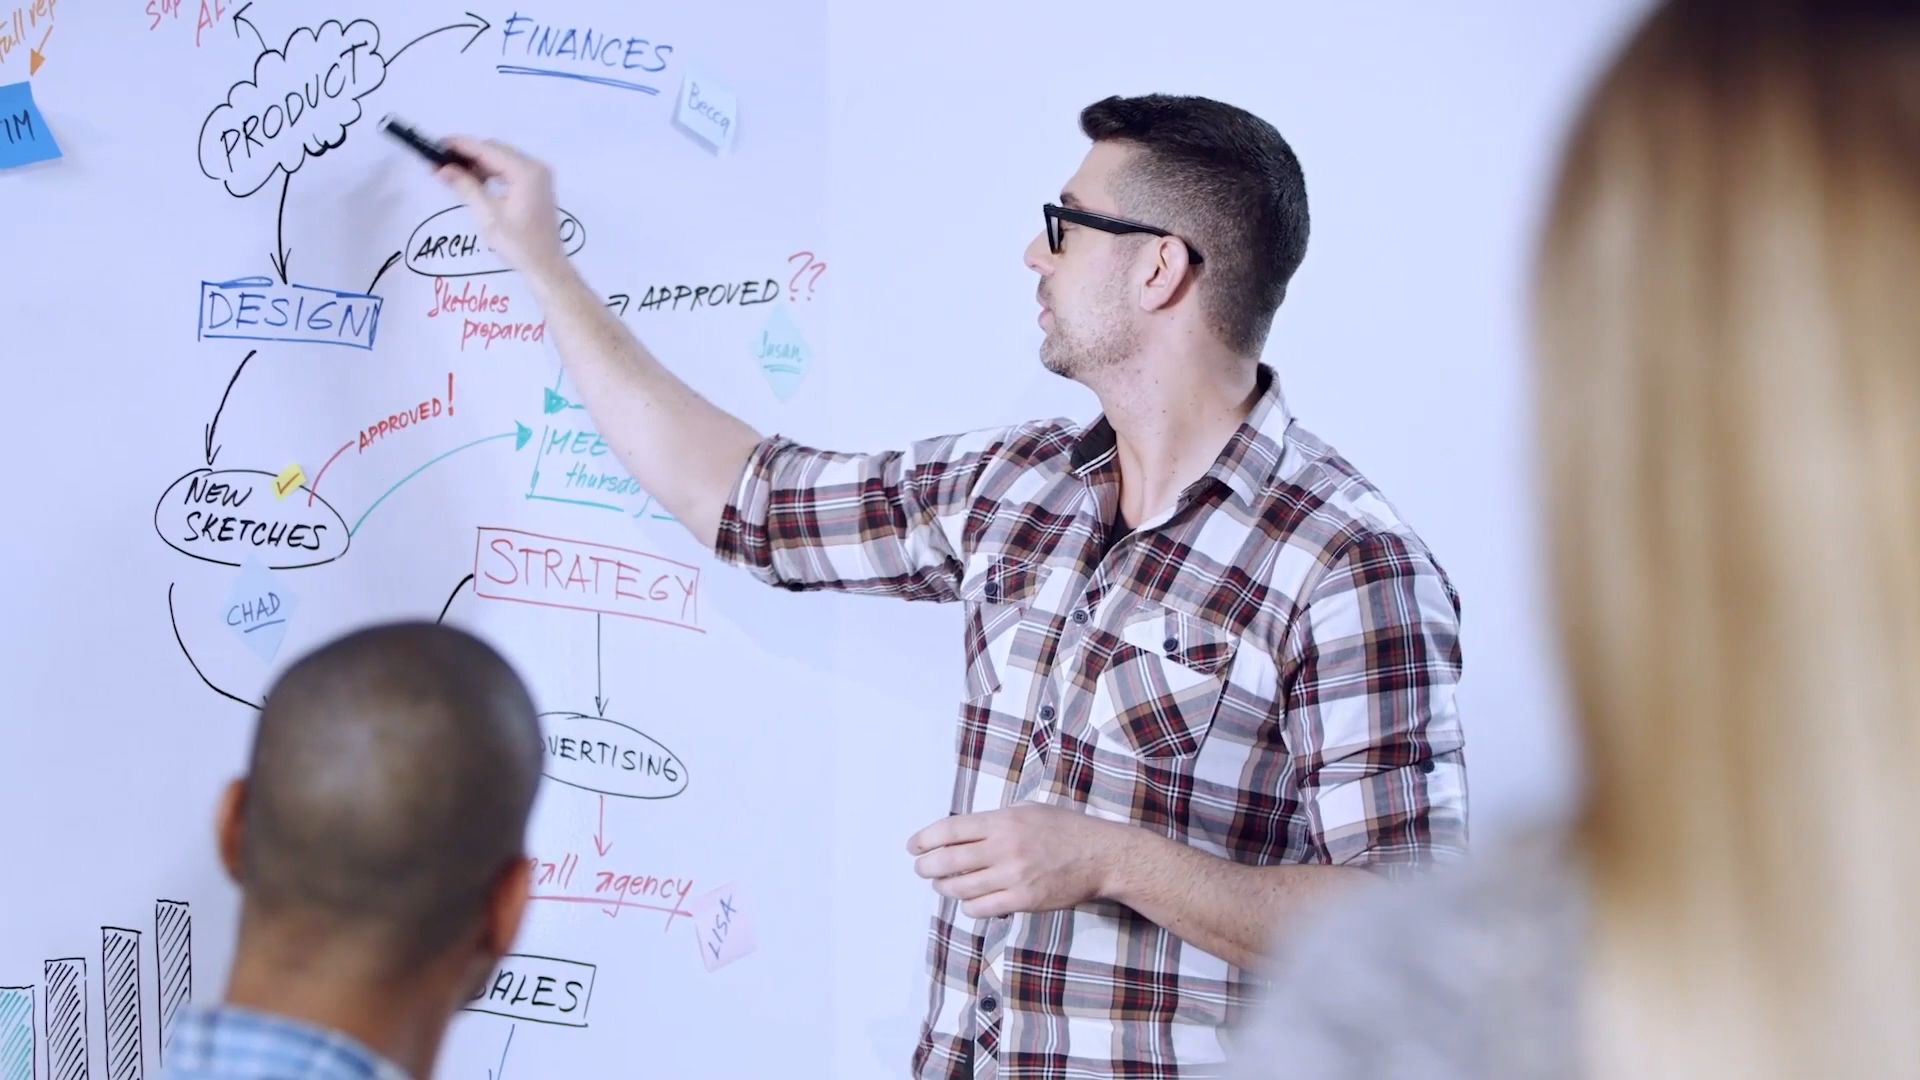 PRODUCT
FINANCES
Becca
DESIGN
ARCH.
Sketches
prepared
⇒ APPROVED ??
Susan
APPROVED!
NEW
SKETCHES
thursday
CHAD
STRATEGY
VERTISING
agency
LISA
SALES